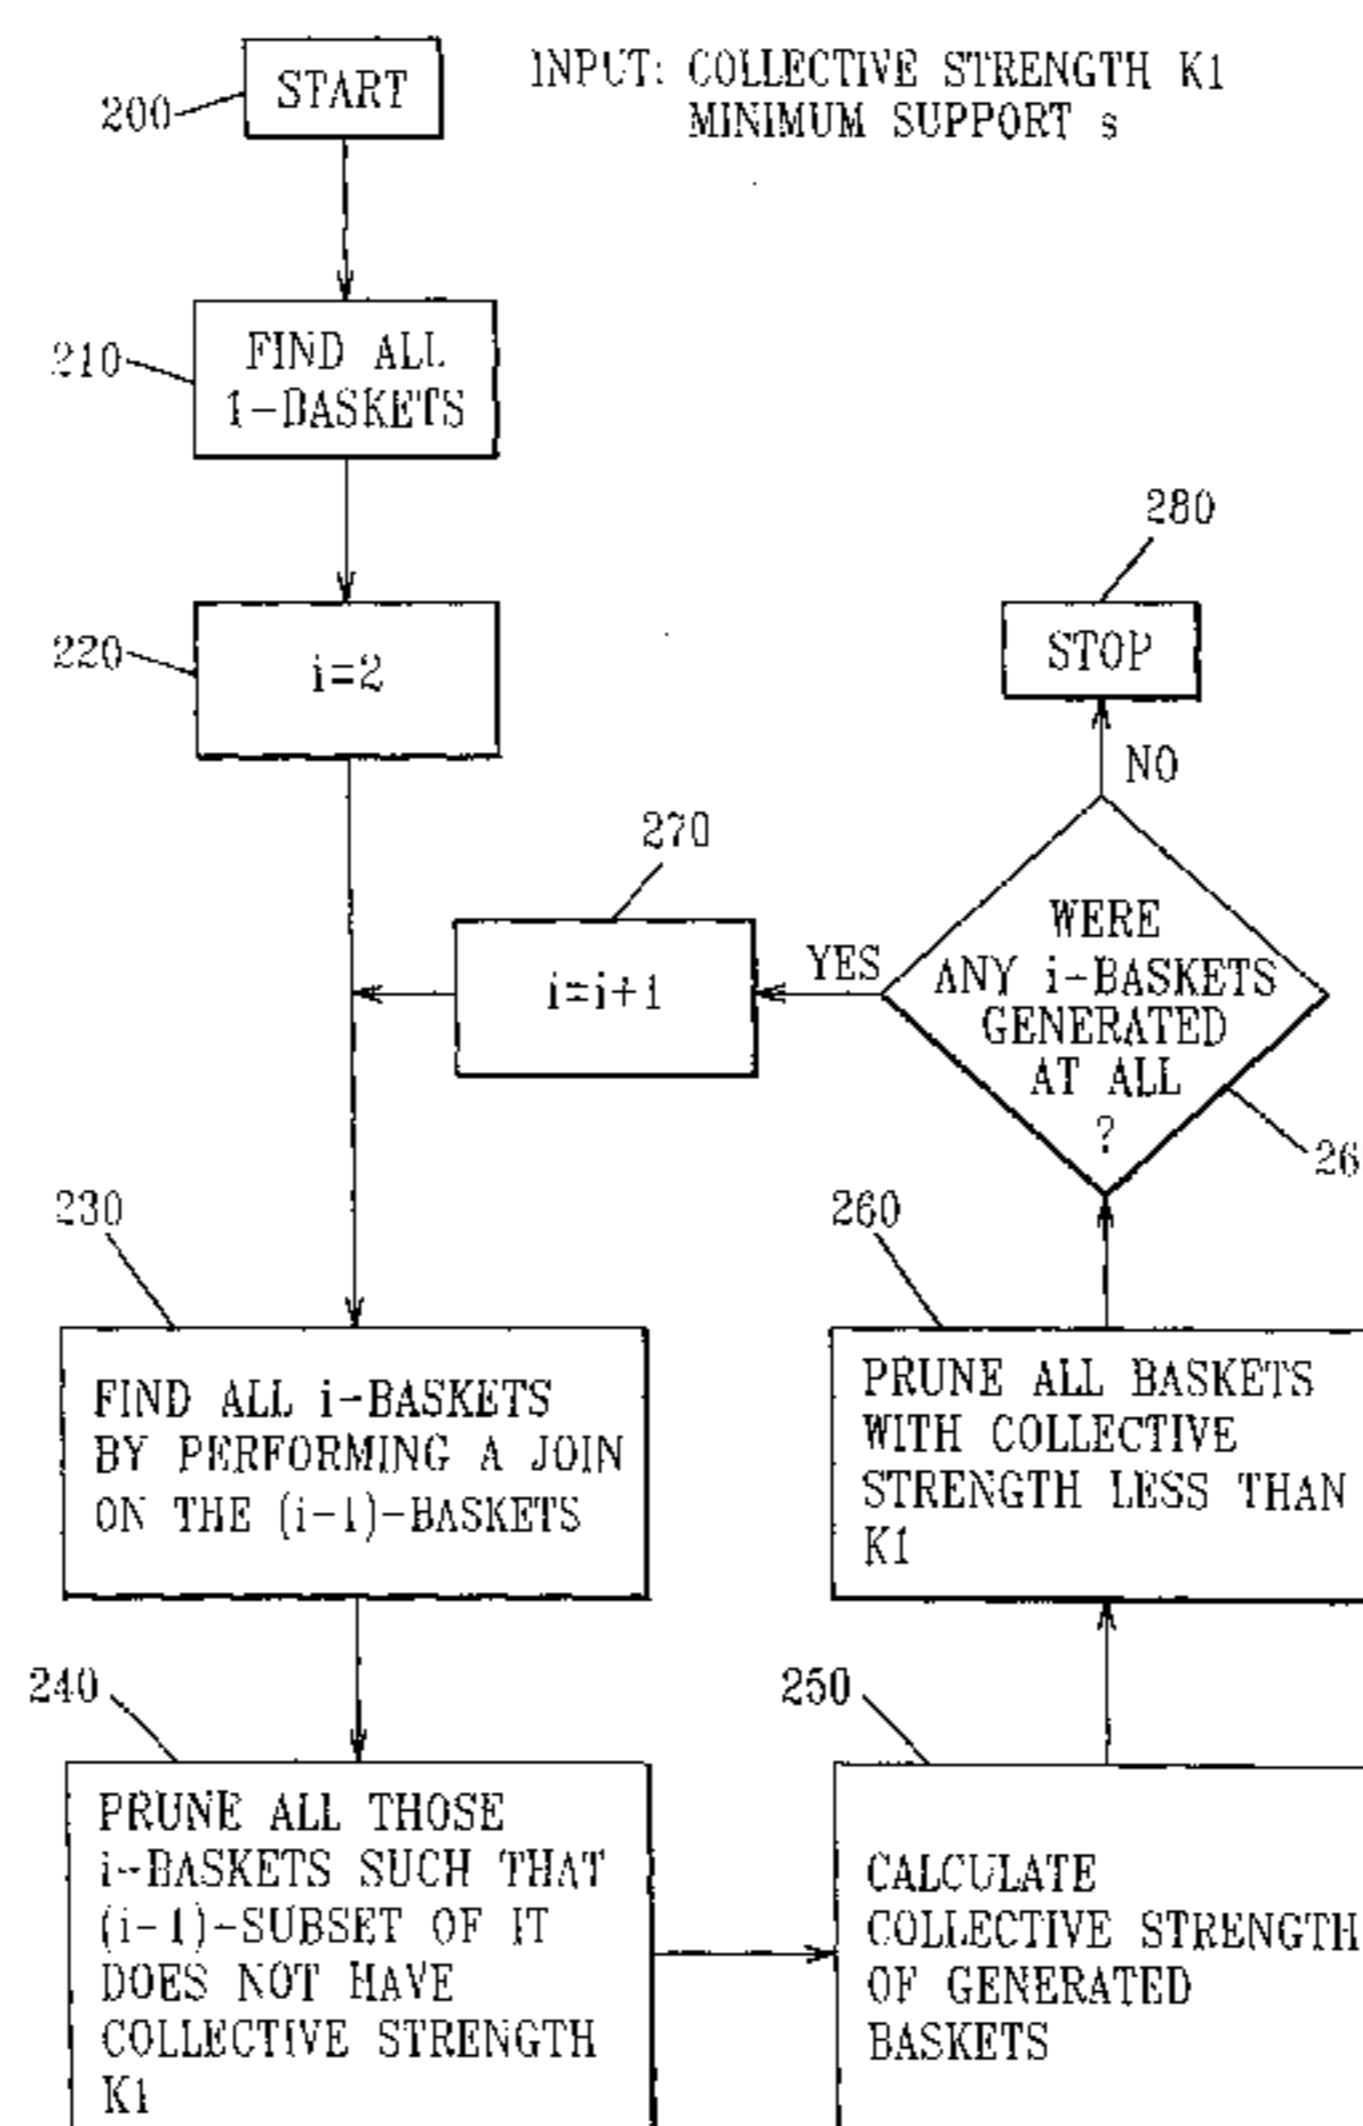 INPUT: COLLECTIVE STRENGTH K1
MINIMUM SUPPORT s
START
200
210
FIND ALL
1-BASKETS
220
i=2
280
STOP
NO
270
i=i+1
YES
WERE
ANY i-BASKETS
GENERATED
AT ALL
?
230
FIND ALL i-BASKETS
BY PERFORMING A JOIN
ON THE (i-1)-BASKETS
260
PRUNE ALL BASKETS
WITH COLLECTIVE
STRENGTH LESS THAN
K1
240
PRUNE ALL THOSE
i-BASKETS SUCH THAT
(i-1)-SUBSET OF IT
DOES NOT HAVE
COLLECTIVE STRENGTH
K1
250
CALCULATE
COLLECTIVE STRENGTH
OF GENERATED
BASKETS